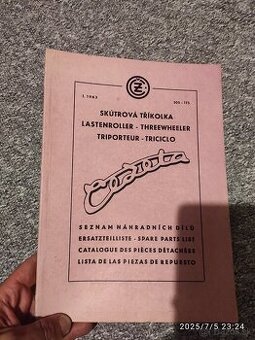 ČZ
1. 1963
505 - 175
SKÚTROVÁ TŘÍKOLKA
LASTENROLLER - THREEWHEELER
TRIPORTEUR - TRICICLO
Čezeta
SEZNAM NÁHRADNÍCH DÍLŮ
ERSATZTEILLISTE - SPARE PARTS LIST
CATALOGUE DES PIÈCES DÉTACHÉES
LISTA DE LAS PIEZAS DE REPUESTO
2025/7/5 23:24